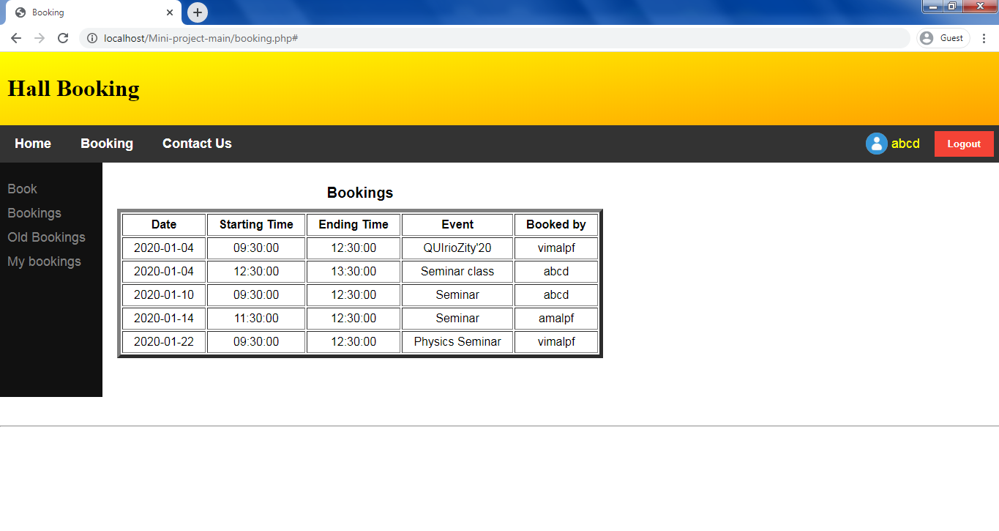 Booking
localhost/Mini-project-main/booking.php#
Guest
Hall Booking
Home Booking Contact Us abcd Logout
Book
Bookings
Old Bookings
My bookings
Bookings
Date Starting Time Ending Time Event Booked by
2020-01-04 09:30:00 12:30:00 QUIrioZity'20 vimalpf
2020-01-04 12:30:00 13:30:00 Seminar class abcd
2020-01-10 09:30:00 12:30:00 Seminar abcd
2020-01-14 11:30:00 12:30:00 Seminar amalpf
2020-01-22 09:30:00 12:30:00 Physics Seminar vimalpf